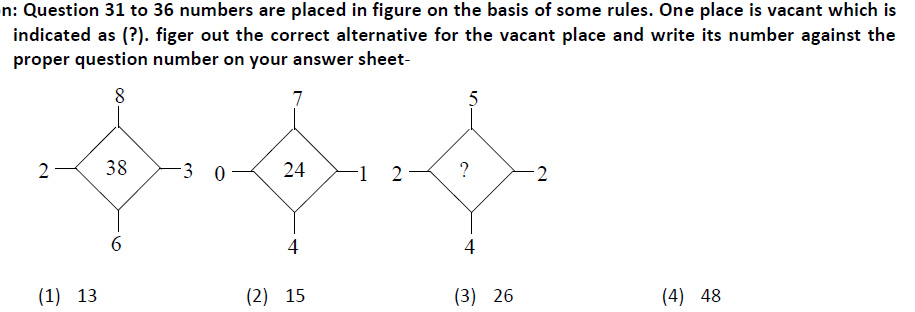 n: Question 31 to 36 numbers are placed in figure on the basis of some rules. One place is vacant which is
indicated as (?). figer out the correct alternative for the vacant place and write its number against the
proper question number on your answer sheet-
8 7 5
2 38 3 0 24 1 2 ? 2
6 4 4
(1) 13 (2) 15 (3) 26 (4) 48